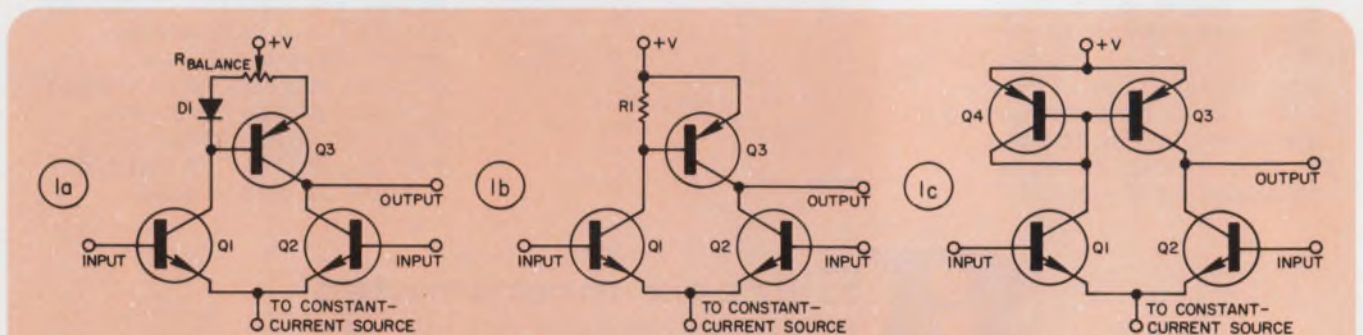 1a
+V
RBALANCE
D1
Q3
OUTPUT
Q1
Q2
INPUT
INPUT
TO CONSTANT-
CURRENT SOURCE
1b
+V
R1
Q3
OUTPUT
Q1
Q2
INPUT
INPUT
TO CONSTANT-
CURRENT SOURCE
1c
+V
Q4
Q3
OUTPUT
Q1
Q2
INPUT
INPUT
TO CONSTANT-
CURRENT SOURCE